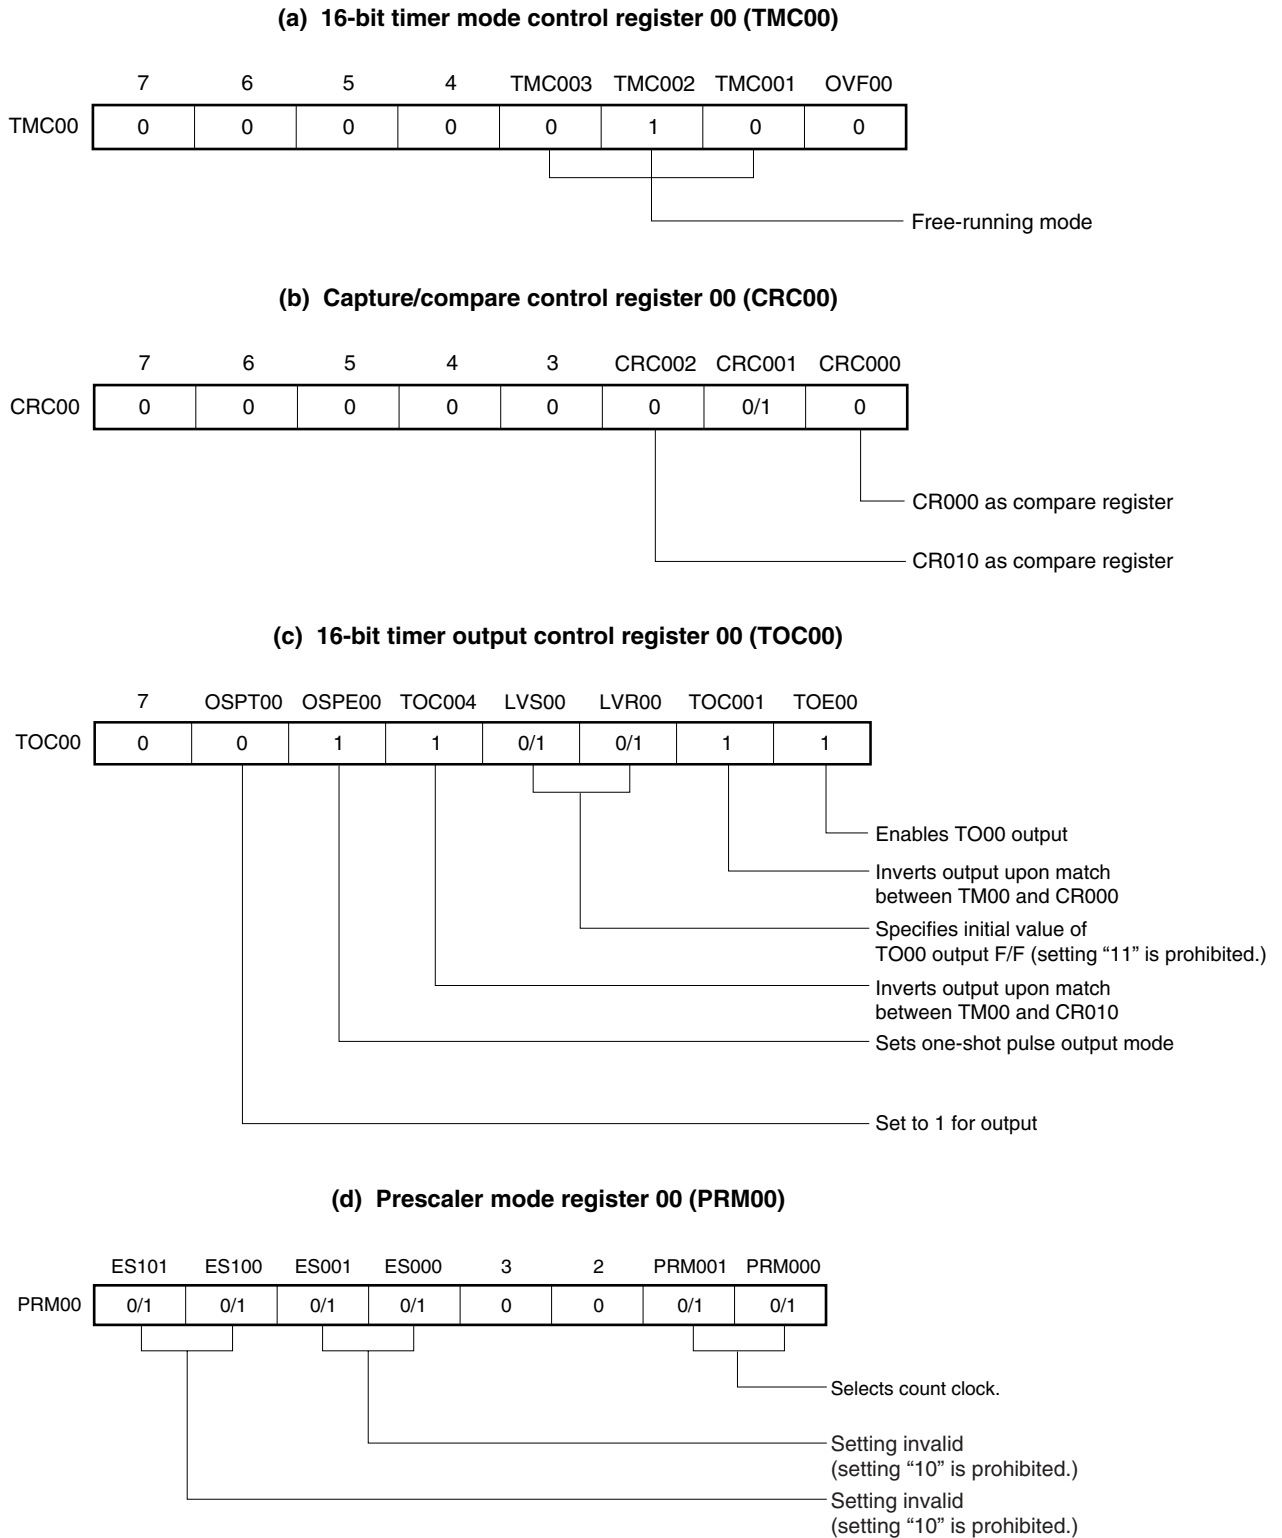 (a) 16-bit timer mode control register 00 (TMC00)
7 6 5 4 TMC003 TMC002 TMC001 OVF00
TMC00 0 0 0 0 0 1 0 0
Free-running mode
(b) Capture/compare control register 00 (CRC00)
7 6 5 4 3 CRC002 CRC001 CRC000
CRC00 0 0 0 0 0 0 0/1 0
CR000 as compare register
CR010 as compare register
(c) 16-bit timer output control register 00 (TOC00)
7 OSPT00 OSPE00 TOC004 LVS00 LVR00 TOC001 TOE00
TOC00 0 0 1 1 0/1 0/1 1 1
Enables TO00 output
Inverts output upon match
between TM00 and CR000
Specifies initial value of
TO00 output F/F (setting “11” is prohibited.)
Inverts output upon match
between TM00 and CR010
Sets one-shot pulse output mode
Set to 1 for output
(d) Prescaler mode register 00 (PRM00)
ES101 ES100 ES001 ES000 3 2 PRM001 PRM000
PRM00 0/1 0/1 0/1 0/1 0 0 0/1 0/1
Selects count clock.
Setting invalid
(setting “10” is prohibited.)
Setting invalid
(setting “10” is prohibited.)